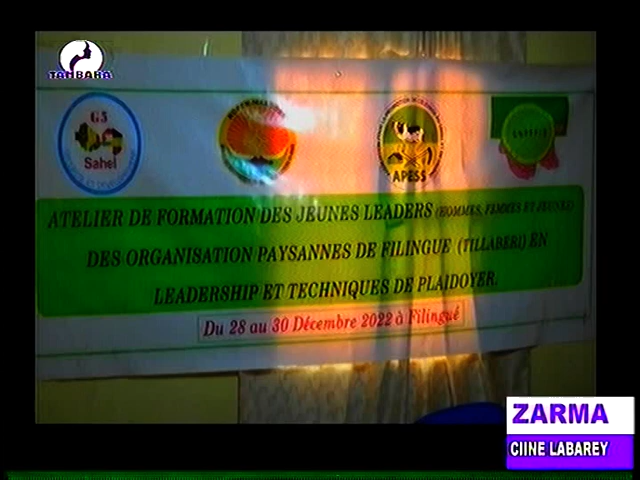 TAMBARA
G5
Sahel
APESS
ATELIER DE FORMATION DES JEUNES LEADERS (HOMMES, FEMMES ET JEUNES)
DES ORGANISATION PAYSANNES DE FILINGUE (TILLABERI) EN
LEADERSHIP ET TECHNIQUES DE PLAIDOYER.
Du 28 au 30 Décembre 2022 à Filingué
ZARMA
CIINE LABAREY